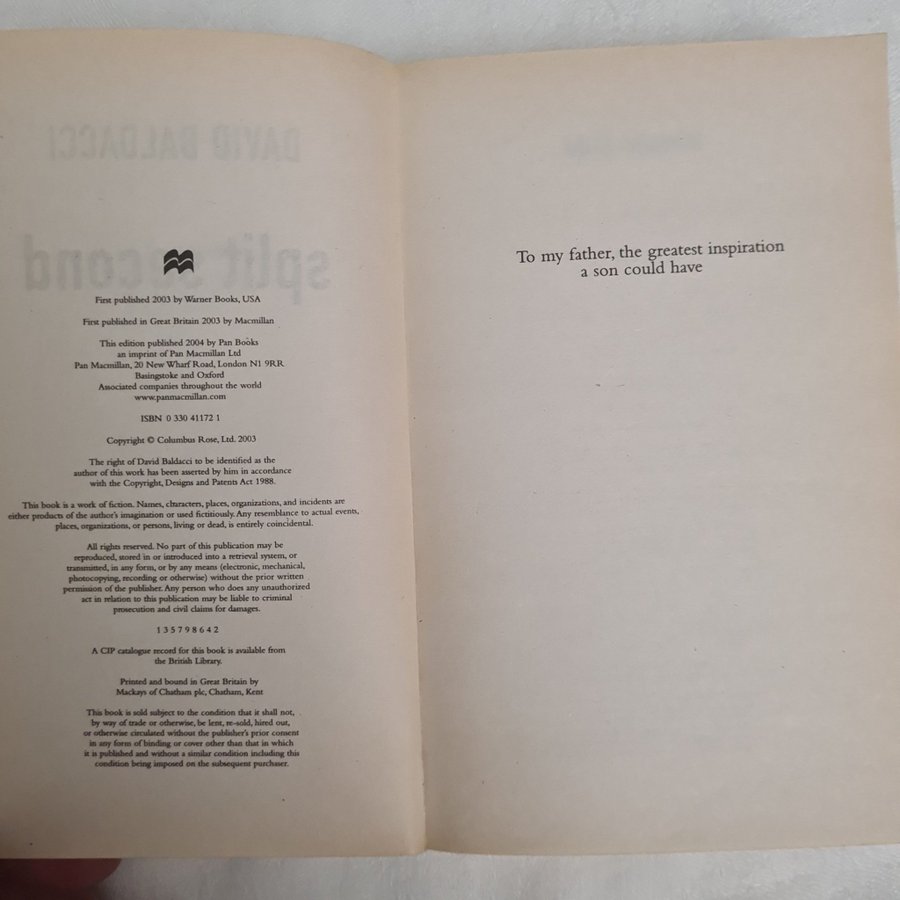 DAVID BALDACCI
split second
First published 2003 by Warner Books, USA
First published in Great Britain 2003 by Macmillan
This edition published 2004 by Pan Books
an imprint of Pan Macmillan Ltd
Pan Macmillan, 20 New Wharf Road, London N1 9RR
Basingstoke and Oxford
Associated companies throughout the world
www.panmacmillan.com
ISBN 0 330 41172 1
Copyright © Columbus Rose, Ltd. 2003
The right of David Baldacci to be identified as the
author of this work has been asserted by him in accordance
with the Copyright, Designs and Patents Act 1988.
This book is a work of fiction. Names, characters, places, organizations, and incidents are
either products of the author's imagination or used fictitiously. Any resemblance to actual events,
places, organizations, or persons, living or dead, is entirely coincidental.
All rights reserved. No part of this publication may be
reproduced, stored in or introduced into a retrieval system, or
transmitted, in any form, or by any means (electronic, mechanical,
photocopying, recording or otherwise) without the prior written
permission of the publisher. Any person who does any unauthorized
act in relation to this publication may be liable to criminal
prosecution and civil claims for damages.
1 3 5 7 9 8 6 4 2
A CIP catalogue record for this book is available from
the British Library.
Printed and bound in Great Britain by
Mackays of Chatham plc, Chatham, Kent
This book is sold subject to the condition that it shall not,
by way of trade or otherwise, be lent, re-sold, hired out,
or otherwise circulated without the publisher's prior consent
in any form of binding or cover other than that in which
it is published and without a similar condition including this
condition being imposed on the subsequent purchaser.
To my father, the greatest inspiration
a son could have